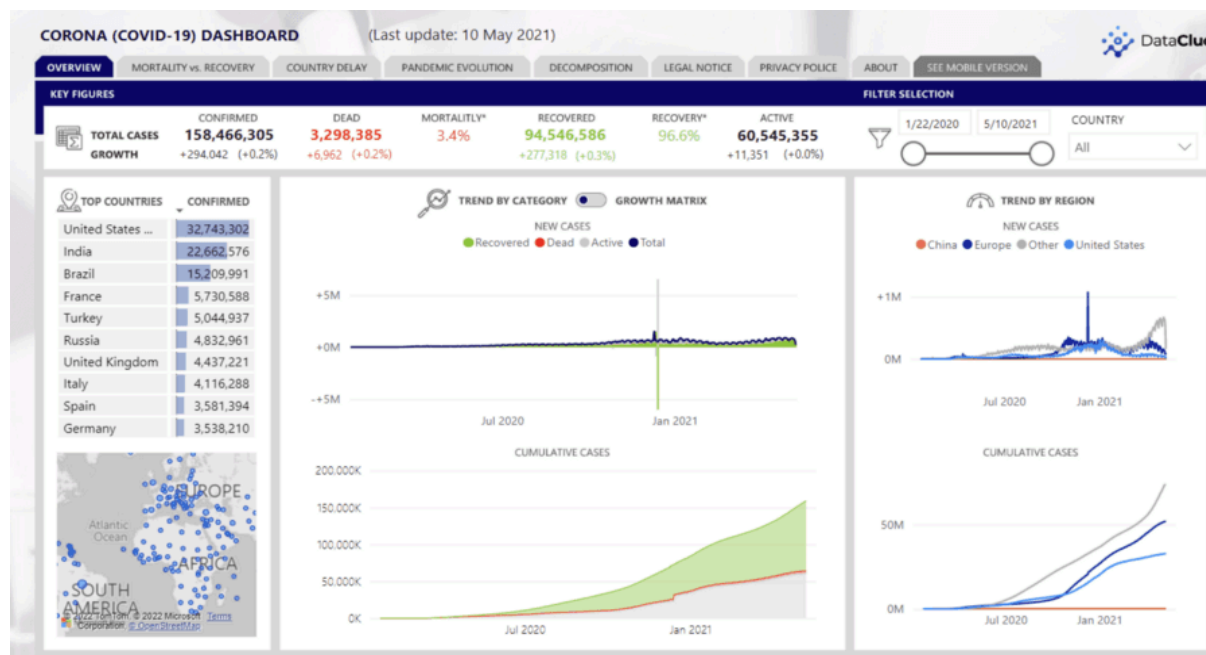 CORONA (COVID-19) DASHBOARD (Last update: 10 May 2021)
DataClue
OVERVIEW MORTALITY vs. RECOVERY COUNTRY DELAY PANDEMIC EVOLUTION DECOMPOSITION LEGAL NOTICE PRIVACY POLICE ABOUT SEE MOBILE VERSION
KEY FIGURES FILTER SELECTION
CONFIRMED DEAD MORTALITLY* RECOVERED RECOVERY* ACTIVE
TOTAL CASES 158,466,305 3,298,385 3.4% 94,546,586 96.6% 60,545,355
GROWTH +294,042 (+0.2%) +6,962 (+0.2%) +277,318 (+0.3%) +11,351 (+0.0%)
1/22/2020 5/10/2021
COUNTRY
All
TOP COUNTRIES CONFIRMED
United States ... 32,743,302
India 22,662,576
Brazil 15,209,991
France 5,730,588
Turkey 5,044,937
Russia 4,832,961
United Kingdom 4,437,221
Italy 4,116,288
Spain 3,581,394
Germany 3,538,210
EUROPE
Atlantic
Ocean
AFRICA
SOUTH
AMERICA
© 2022 TomTom, © 2022 Microsoft Terms
Corporation, © OpenStreetMap
TREND BY CATEGORY GROWTH MATRIX
NEW CASES
Recovered Dead Active Total
+5M
+0M
-+5M
Jul 2020 Jan 2021
CUMULATIVE CASES
200.000K
150.000K
100.000K
50.000K
0K
Jul 2020 Jan 2021
TREND BY REGION
NEW CASES
China Europe Other United States
+1M
0M
Jul 2020 Jan 2021
CUMULATIVE CASES
50M
0M
Jul 2020 Jan 2021